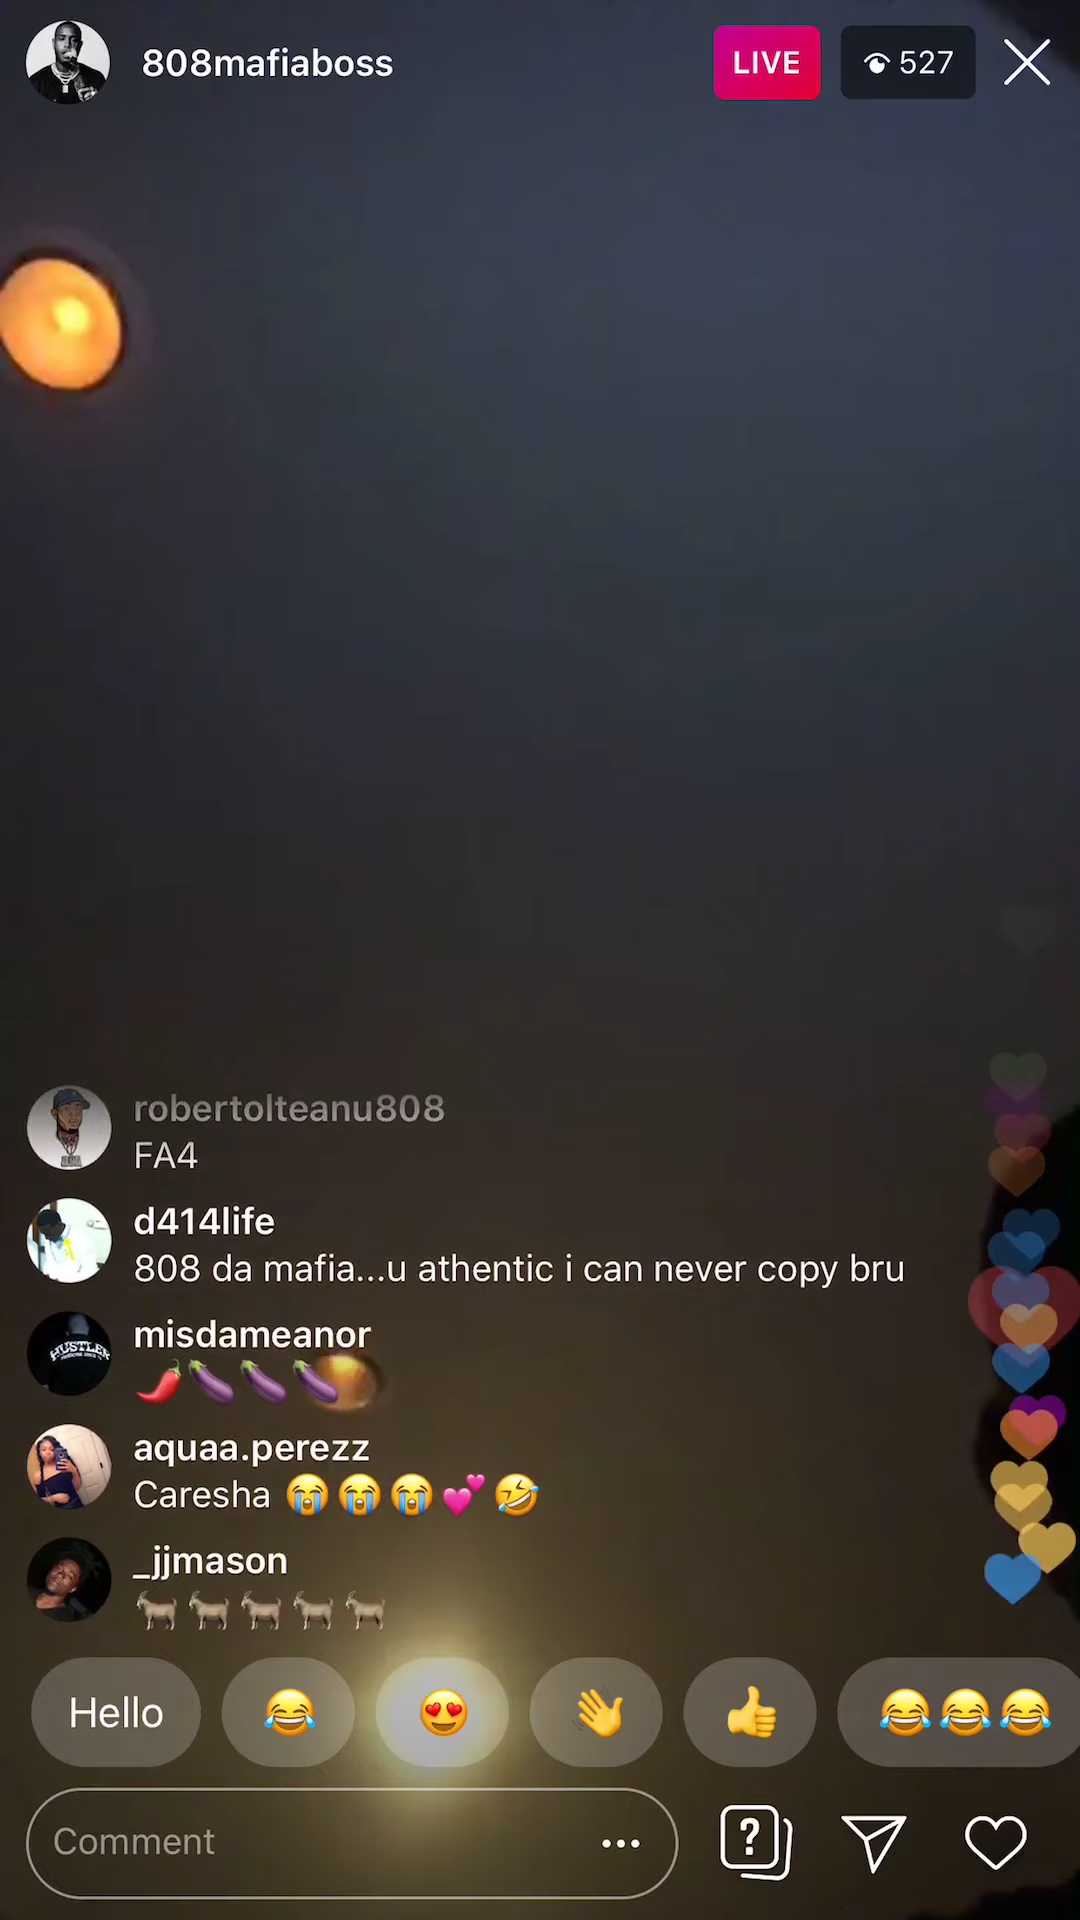 808mafiaboss
LIVE
527
robertolteanu808
FA4
d414life
808 da mafia...u athentic i can never copy bru
misdameanor
🌶️🍆🍆🍆
HUSTLER
aquaa.perezz
Caresha 😭😭😭💕🤣
_jjmason
🐐🐐🐐🐐🐐
Hello 😂 😍 👋 👍 😂😂😂
Comment